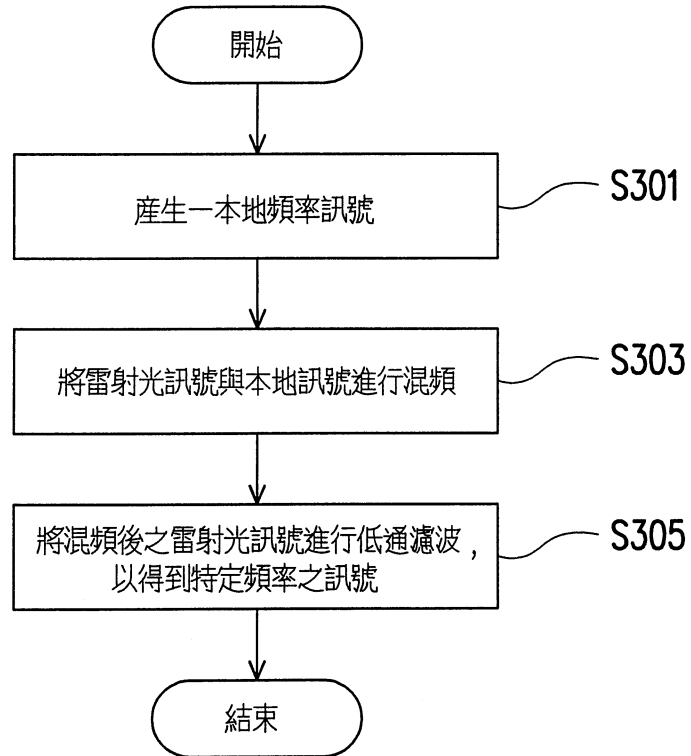 開始
產生一本地頻率訊號
S301
將雷射光訊號與本地訊號進行混頻
S303
將混頻後之雷射光訊號進行低通濾波,
以得到特定頻率之訊號
S305
結束